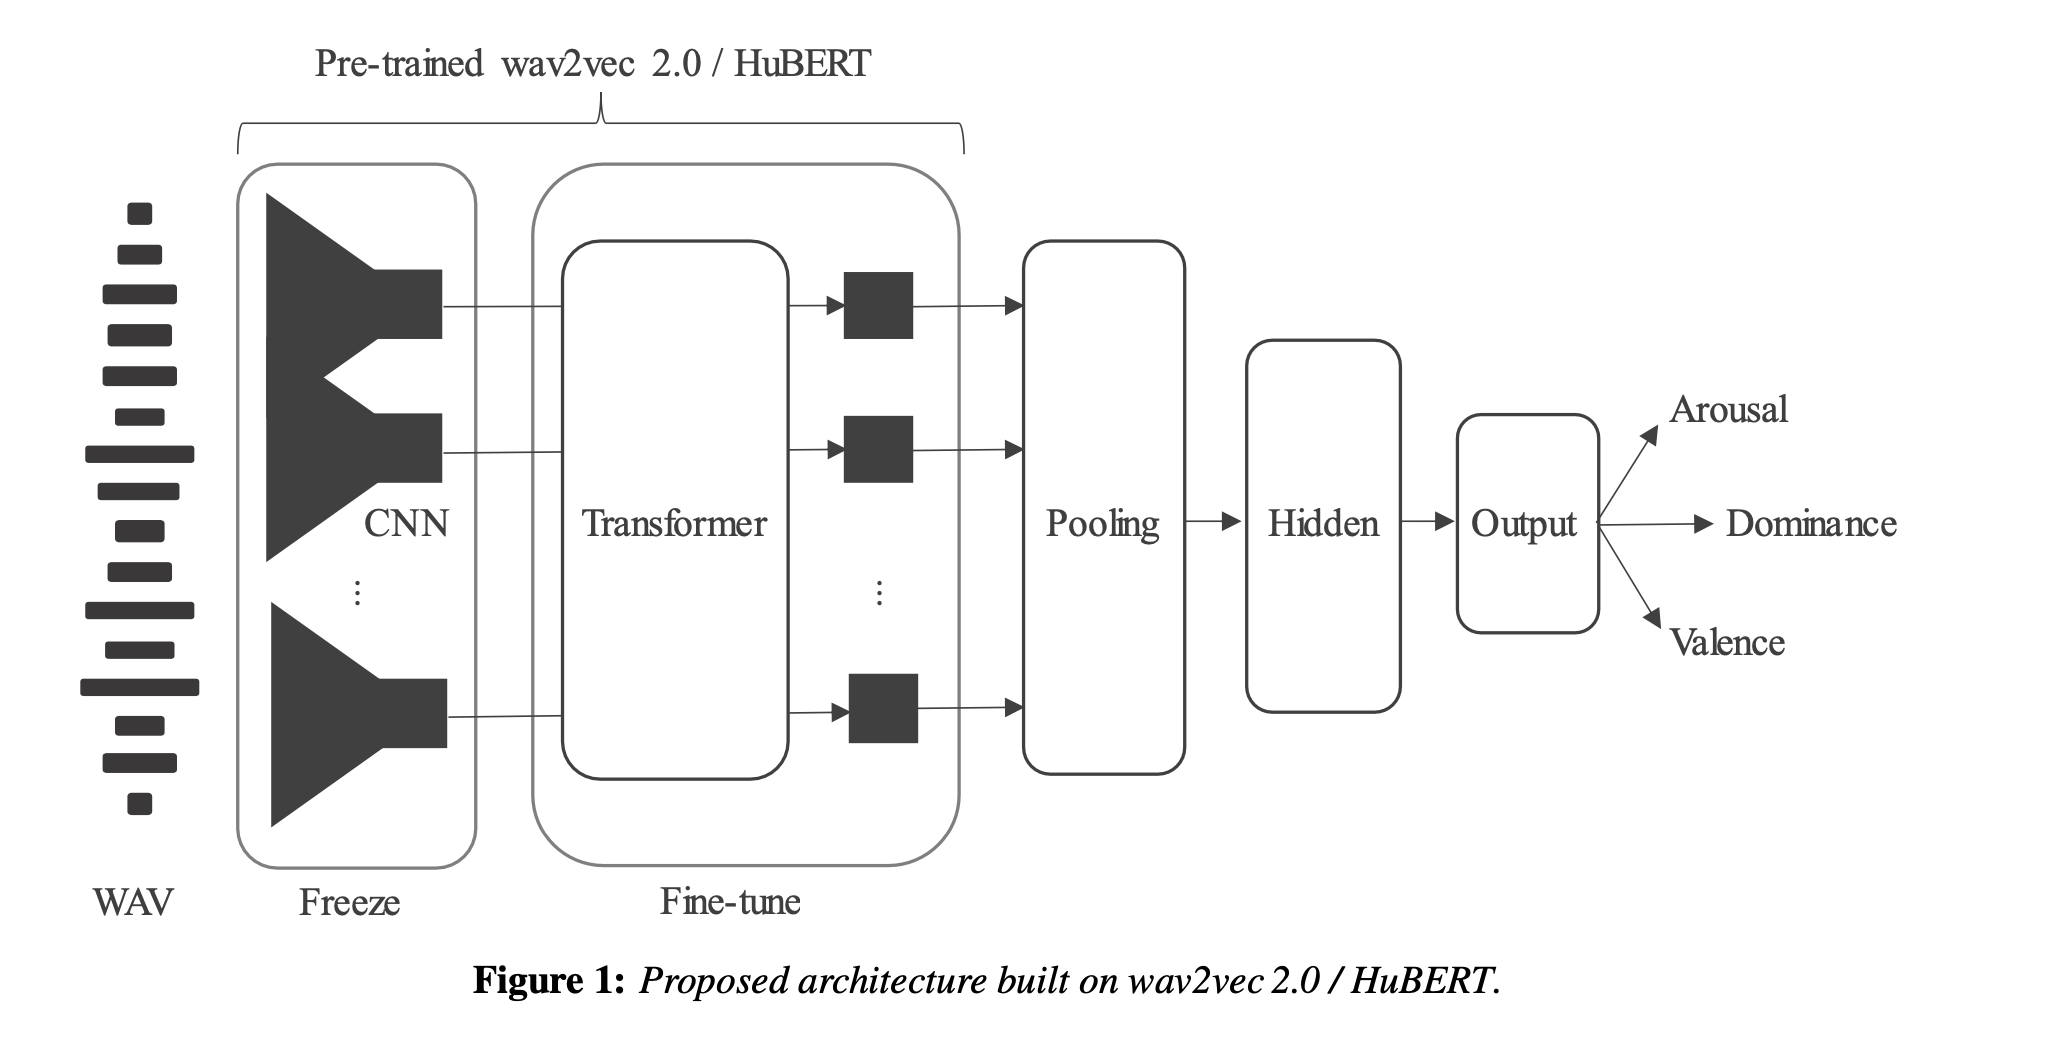 Pre-trained wav2vec 2.0 / HuBERT
CNN
Transformer
Pooling
Hidden
Output
Arousal
Dominance
Valence
WAV
Freeze
Fine-tune
Figure 1: Proposed architecture built on wav2vec 2.0 / HuBERT.